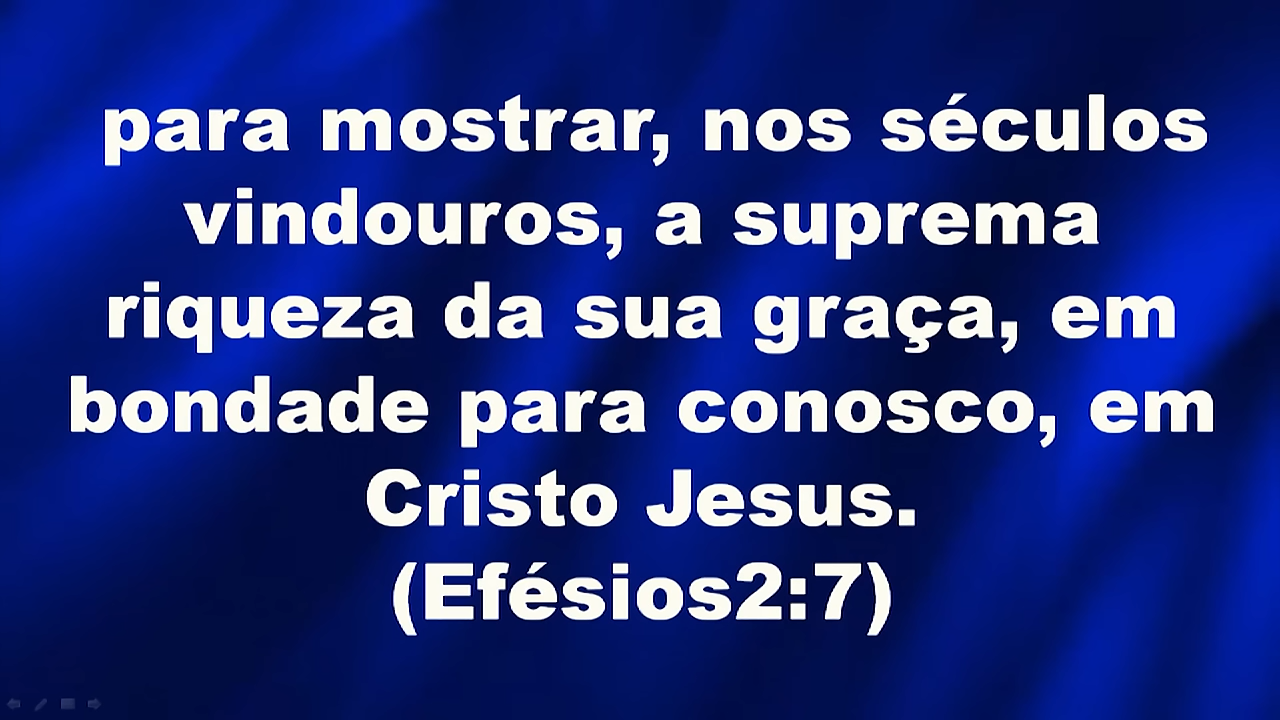 para mostrar, nos séculos
vindouros, a suprema
riqueza da sua graça, em
bondade para conosco, em
Cristo Jesus.
(Efésios2:7)